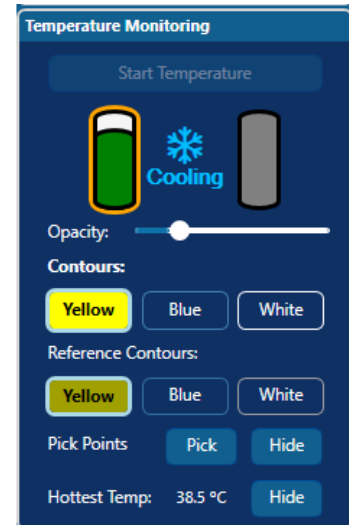 Temperature Monitoring
Start Temperature
Cooling
Opacity:
Contours:
Yellow Blue White
Reference Contours:
Yellow Blue White
Pick Points Pick Hide
Hottest Temp: 38.5 °C Hide